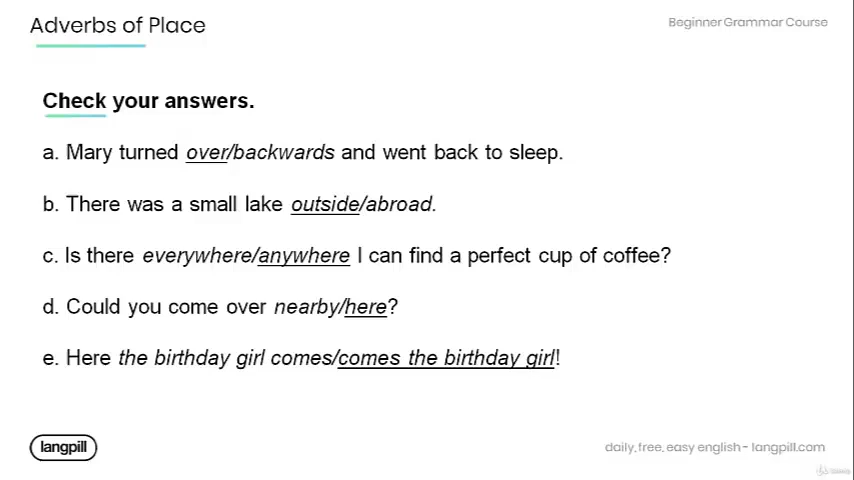 Adverbs of Place
Beginner Grammar Course
Check your answers.
a. Mary turned over/backwards and went back to sleep.
b. There was a small lake outside/abroad.
c. Is there everywhere/anywhere I can find a perfect cup of coffee?
d. Could you come over nearby/here?
e. Here the birthday girl comes/comes the birthday girl!
langpill
daily, free, easy english - langpill.com